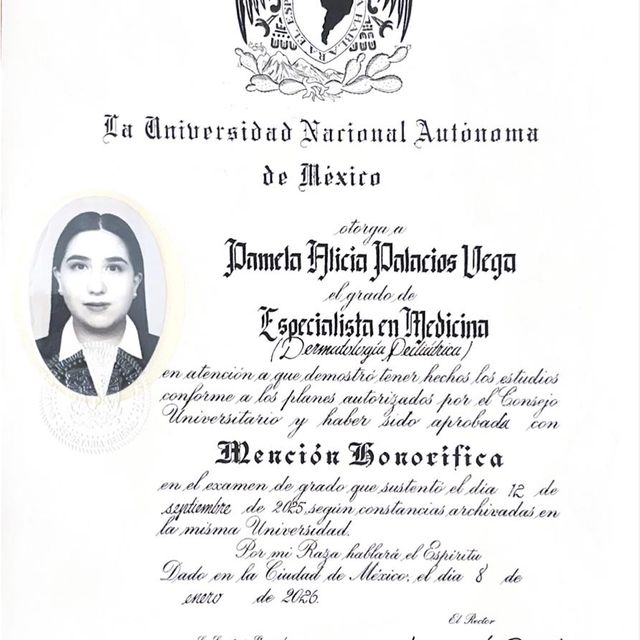 HABLARA EL ESP
La Universidad Nacional Autónoma
de México
otorga a
Pamela Alicia Palacios Vega
el grado de
Especialista en Medicina
(Dermatología Pediátrica)
en atención a que demostró tener hechos los estudios
conforme a los planes autorizados por el Consejo
Universitario y haber sido aprobada con
Mención Honorífica
en el examen de grado que sustentó el día 12 de
septiembre de 2025, según constancias archivadas en
la misma Universidad.
Por mi Raza hablará el Espíritu
Dado en la Ciudad de México, el día 8 de
enero de 2026.
El Rector